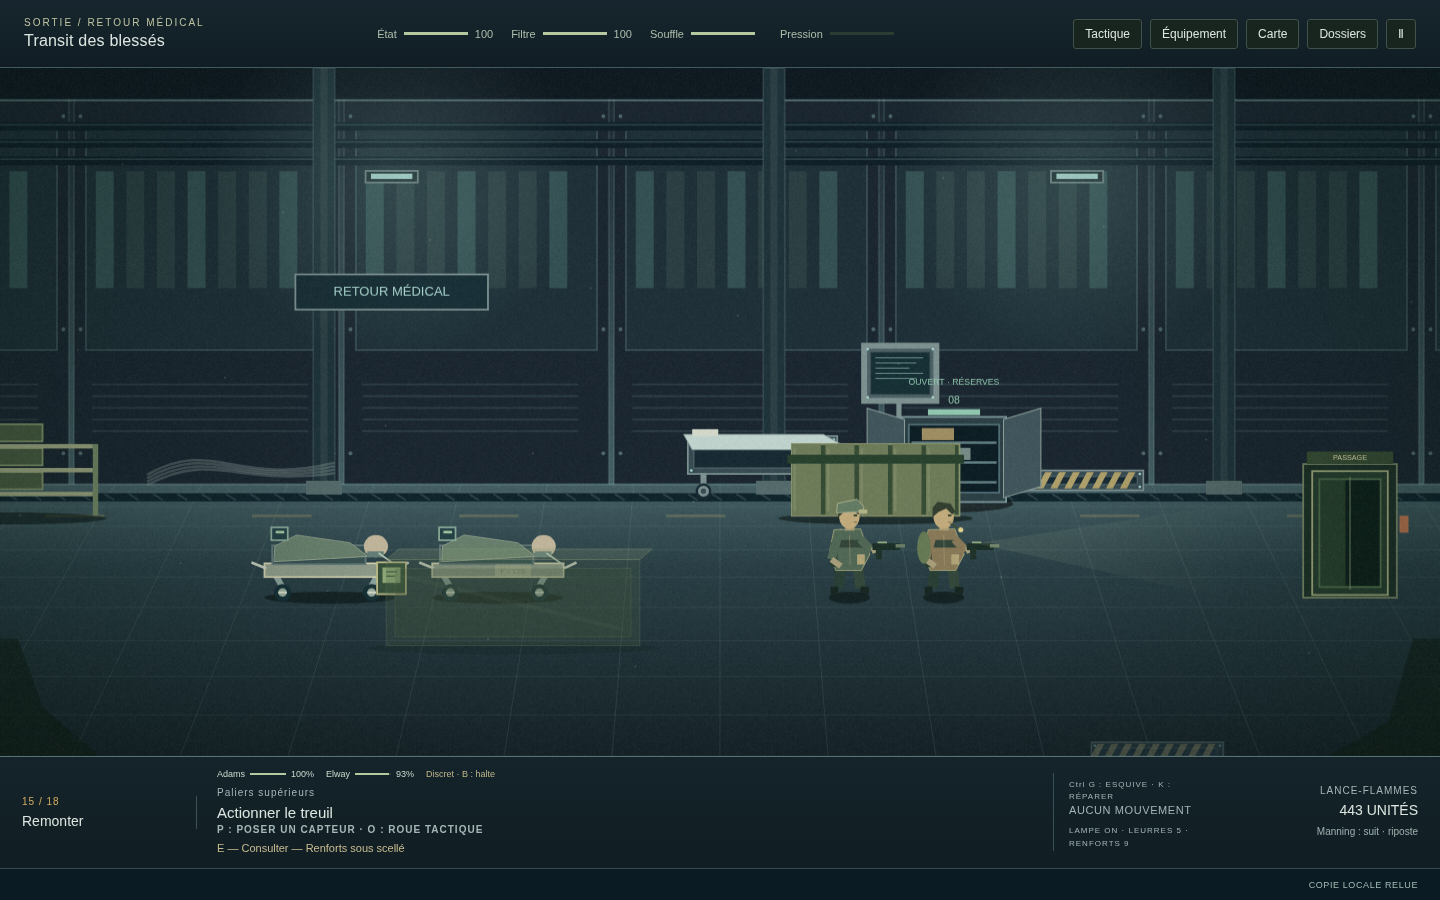 SORTIE / RETOUR MÉDICAL
Transit des blessés
État 100 Filtre 100 Souffle Pression
Tactique Équipement Carte Dossiers II
RETOUR MÉDICAL
OUVERT · RÉSERVES
08
PASSAGE
Adams 100% Elway 93% Discret · B : halte
15 / 18
Remonter
Paliers supérieurs
Actionner le treuil
P : POSER UN CAPTEUR · O : ROUE TACTIQUE
E — Consulter — Renforts sous scellé
Ctrl G : ESQUIVE · K :
RÉPARER
AUCUN MOUVEMENT
LAMPE ON · LEURRES 5 ·
RENFORTS 9
LANCE-FLAMMES
443 UNITÉS
Manning : suit · riposte
COPIE LOCALE RELUE